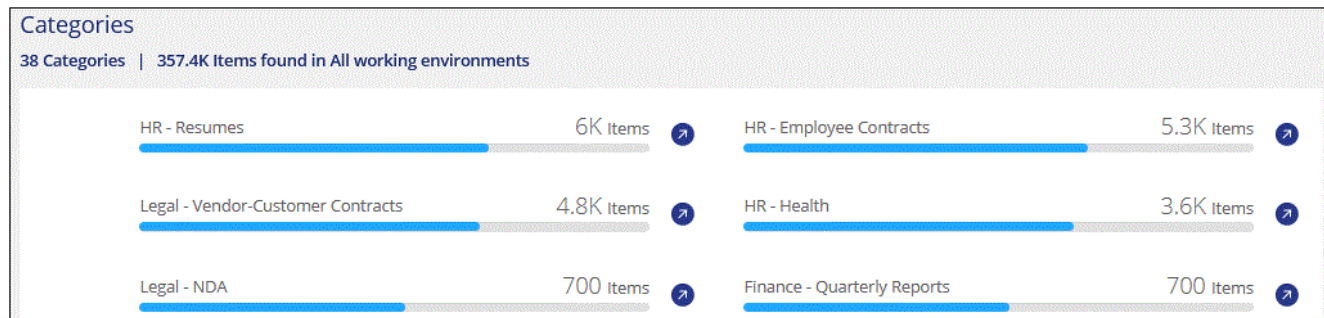 Categories
38 Categories | 357.4K Items found in All working environments
HR - Resumes 6K Items
HR - Employee Contracts 5.3K Items
Legal - Vendor-Customer Contracts 4.8K Items
HR - Health 3.6K Items
Legal - NDA 700 Items
Finance - Quarterly Reports 700 Items